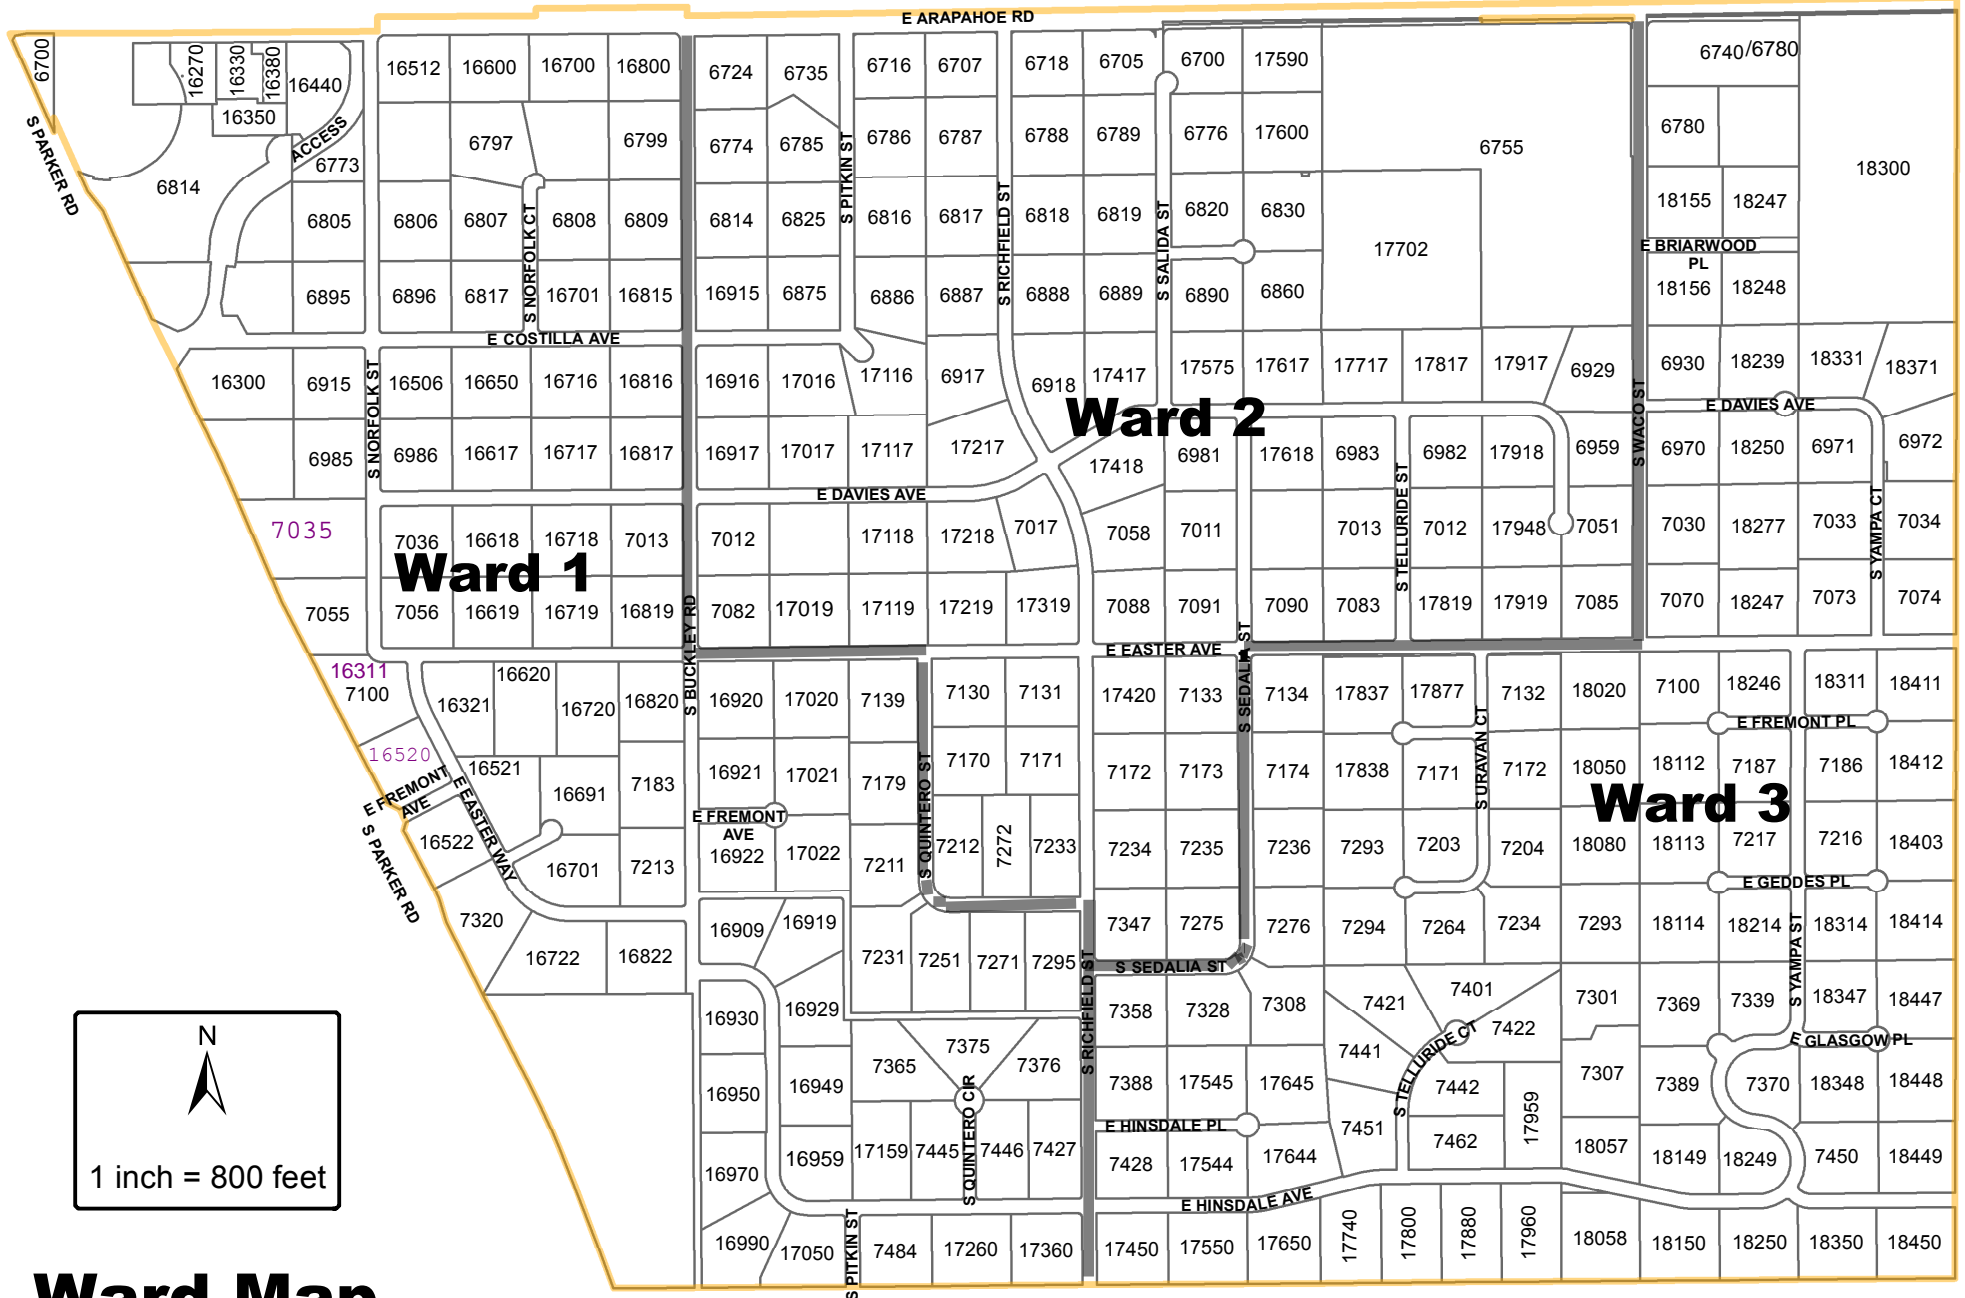 E ARAPAHOE RD
6700 16270 16330 16380 16440 16350 ACCESS 6773 6814
16512 16600 16700 16800 6724 6735 6716 6707 6718 6705 6700 17590 6740/6780
6797 6799 6774 6785 6786 6787 6788 6789 6776 17600 6755 6780 18300
S PARKER RD
S PITKIN ST
S RICHFIELD ST
S SALIDA ST
S NORFOLK CT
6805 6806 6807 6808 6809 6814 6825 6816 6817 6818 6819 6820 6830 17702 18155 18247
E BRIARWOOD
PL
6895 6896 6817 16701 16815 16915 6875 6886 6887 6888 6889 6890 6860 18156 18248
E COSTILLA AVE
16300 6915 16506 16650 16716 16816 16916 17016 17116 6917 6918 17417 17575 17617 17717 17817 17917 6929 6930 18239 18331 18371
S NORFOLK ST
S WACO ST
Ward 2
E DAVIES AVE
6985 6986 16617 16717 16817 16917 17017 17117 17217 17418 6981 17618 6983 6982 17918 6959 6970 18250 6971 6972
E DAVIES AVE
S TELLURIDE ST
S YAMPA CT
7035 7036 16618 16718 7013 7012 17118 17218 7017 7058 7011 7013 7012 17948 7051 7030 18277 7033 7034
Ward 1
7055 7056 16619 16719 16819 7082 17019 17119 17219 17319 7088 7091 7090 7083 17819 17919 7085 7070 18247 7073 7074
S BUCKLEY RD
E EASTER AVE
S SEDALIA ST
16311
7100 16321 16620 16720 16820 16920 17020 7139 7130 7131 17420 7133 7134 17837 17877 7132 18020 7100 18246 18311 18411
E FREMONT PL
S URAVAN CT
16520 16521 16691 7183 16921 17021 7179 7170 7171 7172 7173 7174 17838 7171 7172 18050 18112 7187 7186 18412
E FREMONT
AVE
E EASTER WAY
E FREMONT
AVE
S QUINTERO ST
Ward 3
S PARKER RD
16522 16701 7213 16922 17022 7211 7212 7272 7233 7234 7235 7236 7293 7203 7204 18080 18113 7217 7216 18403
E GEDDES PL
7320 16909 16919 7347 7275 7276 7294 7264 7234 7293 18114 18214 18314 18414
S YAMPA ST
16722 16822 7231 7251 7271 7295
S SEDALIA ST
S RICHFIELD ST
16930 16929 7358 7328 7308 7421 7401 7422 7301 7369 7339 18347 18447
S TELLURIDE CT
E GLASGOW PL
7365 7375 7376 7441
16950 16949 7388 17545 17645 7442 17959 7307 7389 7370 18348 18448
S QUINTERO CIR
E HINSDALE PL
16970 16959 17159 7445 7446 7427 7428 17544 17644 7451 7462 18057 18149 18249 7450 18449
E HINSDALE AVE
16990 17050 7484 17260 17360 17450 17550 17650 17740 17800 17880 17960 18058 18150 18250 18350 18450
S PITKIN ST
N
1 inch = 800 feet
Ward Map